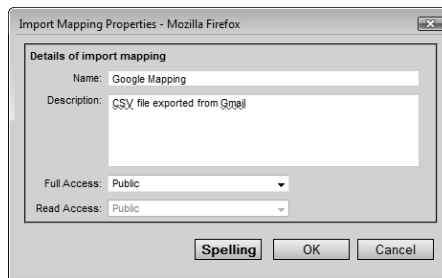 Import Mapping Properties - Mozilla Firefox
Details of import mapping
Name: Google Mapping
Description: CSV file exported from Gmail
Full Access: Public
Read Access: Public
Spelling OK Cancel